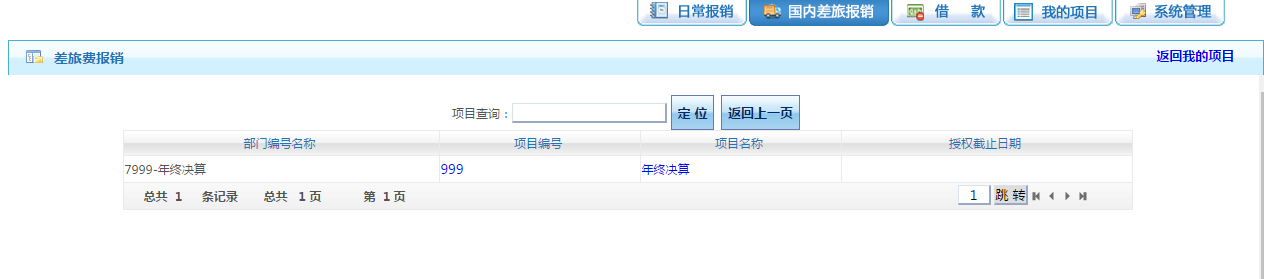 日常报销 国内差旅报销 借 款 我的项目 系统管理
差旅费报销 返回我的项目
项目查询： 定 位 返回上一页
部门编号名称 项目编号 项目名称 授权截止日期
7999-年终决算 999 年终决算
总共 1 条记录 总共 1 页 第 1 页 1 跳 转